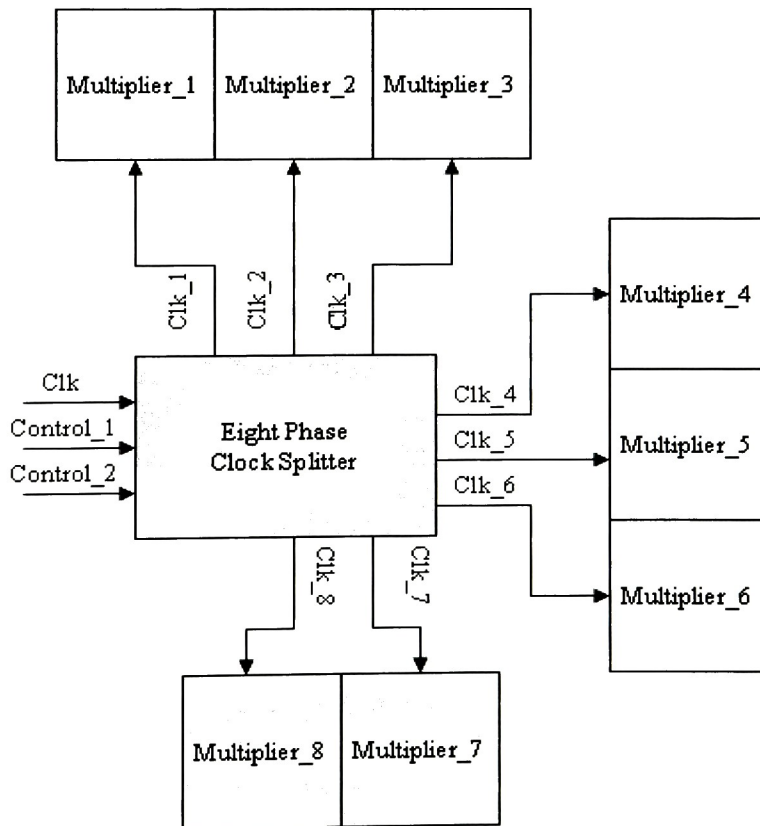 Multiplier_1 Multiplier_2 Multiplier_3
Clk_1
Clk_2
Clk_3
Multiplier_4
Clk
Control_1
Control_2
Eight Phase
Clock Splitter
Clk_4
Clk_5
Clk_6
Multiplier_5
Multiplier_6
Clk_8
Clk_7
Multiplier_8 Multiplier_7